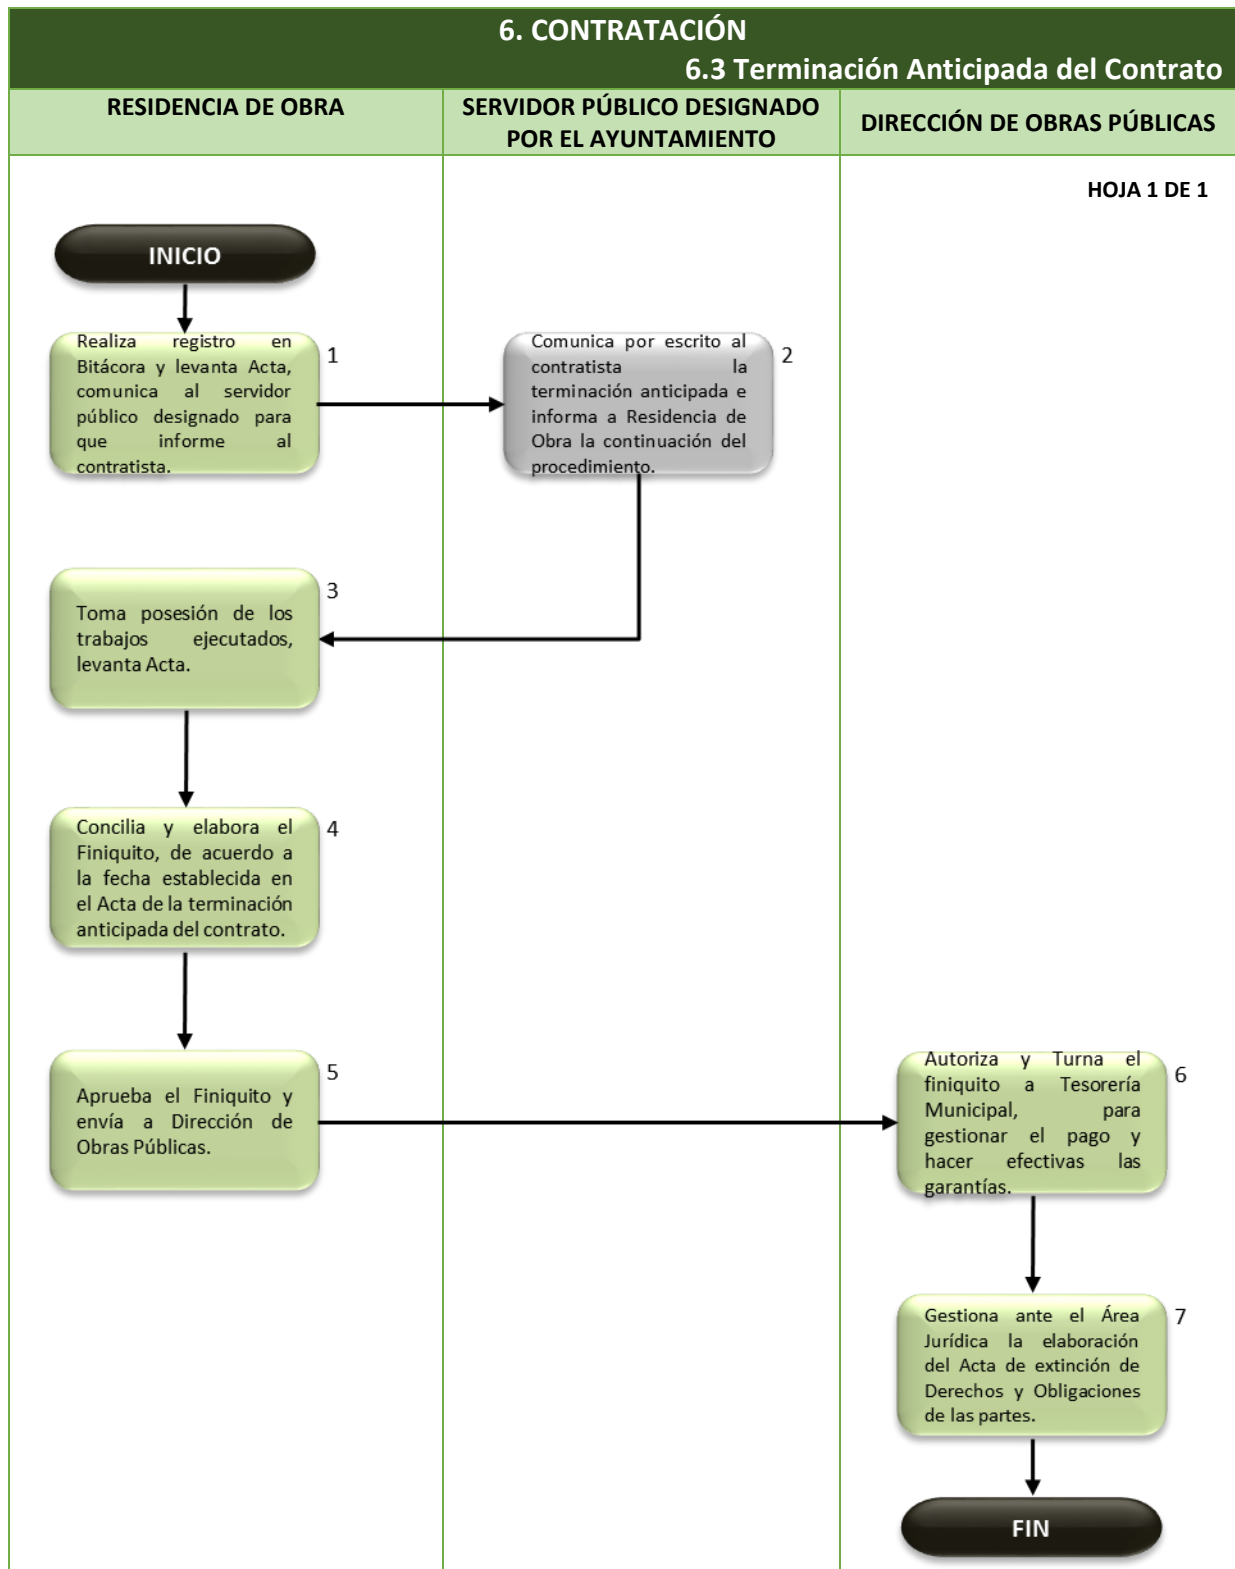 6. CONTRATACIÓN
6.3 Terminación Anticipada del Contrato
RESIDENCIA DE OBRA
SERVIDOR PÚBLICO DESIGNADO
POR EL AYUNTAMIENTO
DIRECCIÓN DE OBRAS PÚBLICAS
HOJA 1 DE 1
INICIO
Realiza registro en
Bitácora y levanta Acta,
comunica al servidor
público designado para
que informe al
contratista.
1
Comunica por escrito al
contratista la
terminación anticipada e
informa a Residencia de
Obra la continuación del
procedimiento.
2
Toma posesión de los
trabajos ejecutados,
levanta Acta.
3
Concilia y elabora el
Finiquito, de acuerdo a
la fecha establecida en
el Acta de la terminación
anticipada del contrato.
4
Aprueba el Finiquito y
envía a Dirección de
Obras Públicas.
5
Autoriza y Turna el
finiquito a Tesorería
Municipal, para
gestionar el pago y
hacer efectivas las
garantías.
6
Gestiona ante el Área
Jurídica la elaboración
del Acta de extinción de
Derechos y Obligaciones
de las partes.
7
FIN